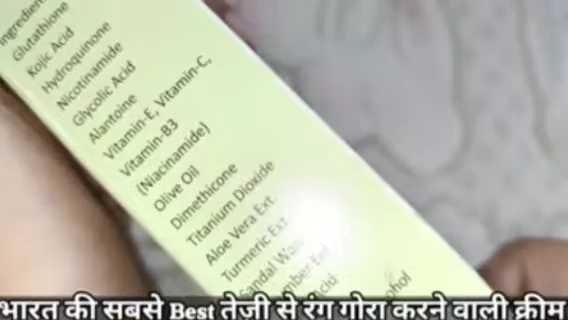 Glutathione
Kojic Acid
Hydroquinone
Nicotinamide
Glycolic Acid
Alantoine
Vitamin-E, Vitamin-C,
Vitamin-B3
(Niacinamide)
Olive Oil
Dimethicone
Titanium Dioxide
Aloe Vera Ext.
Turmeric Ext
Sandal
भारत की सबसे Best तेजी से रंग गोरा करने वाली क्रीम